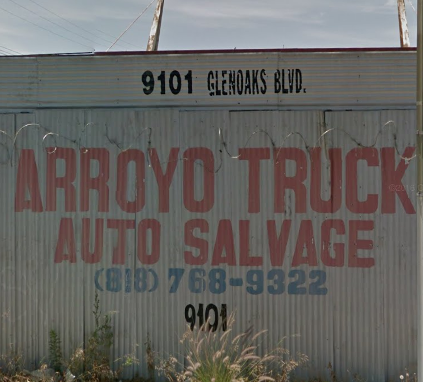 9101 GLENOAKS BLVD.
ARROYO TRUCK
AUTO SALVAGE
(818) 768-9322
9101